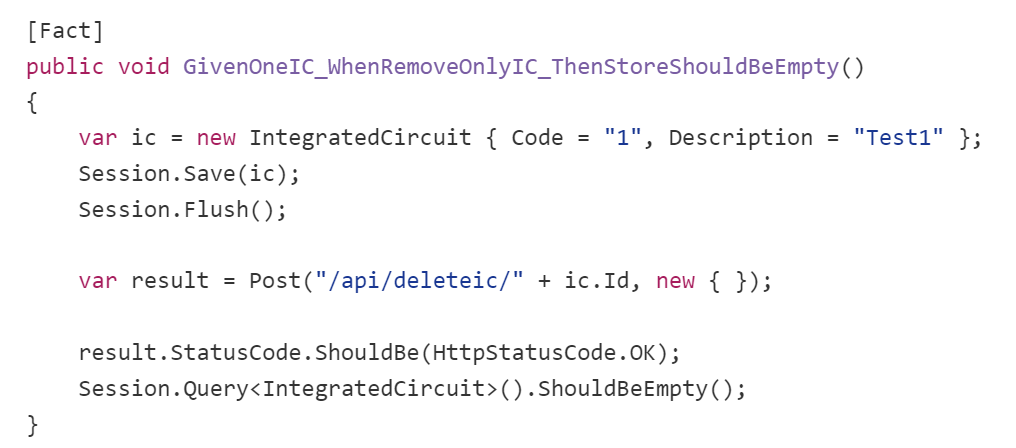 [Fact]
public void GivenOneIC_WhenRemoveOnlyIC_ThenStoreShouldBeEmpty()
{
    var ic = new IntegratedCircuit { Code = "1", Description = "Test1" };
    Session.Save(ic);
    Session.Flush();

    var result = Post("/api/deleteic/" + ic.Id, new { });

    result.StatusCode.ShouldBe(HttpStatusCode.OK);
    Session.Query<IntegratedCircuit>().ShouldBeEmpty();
}